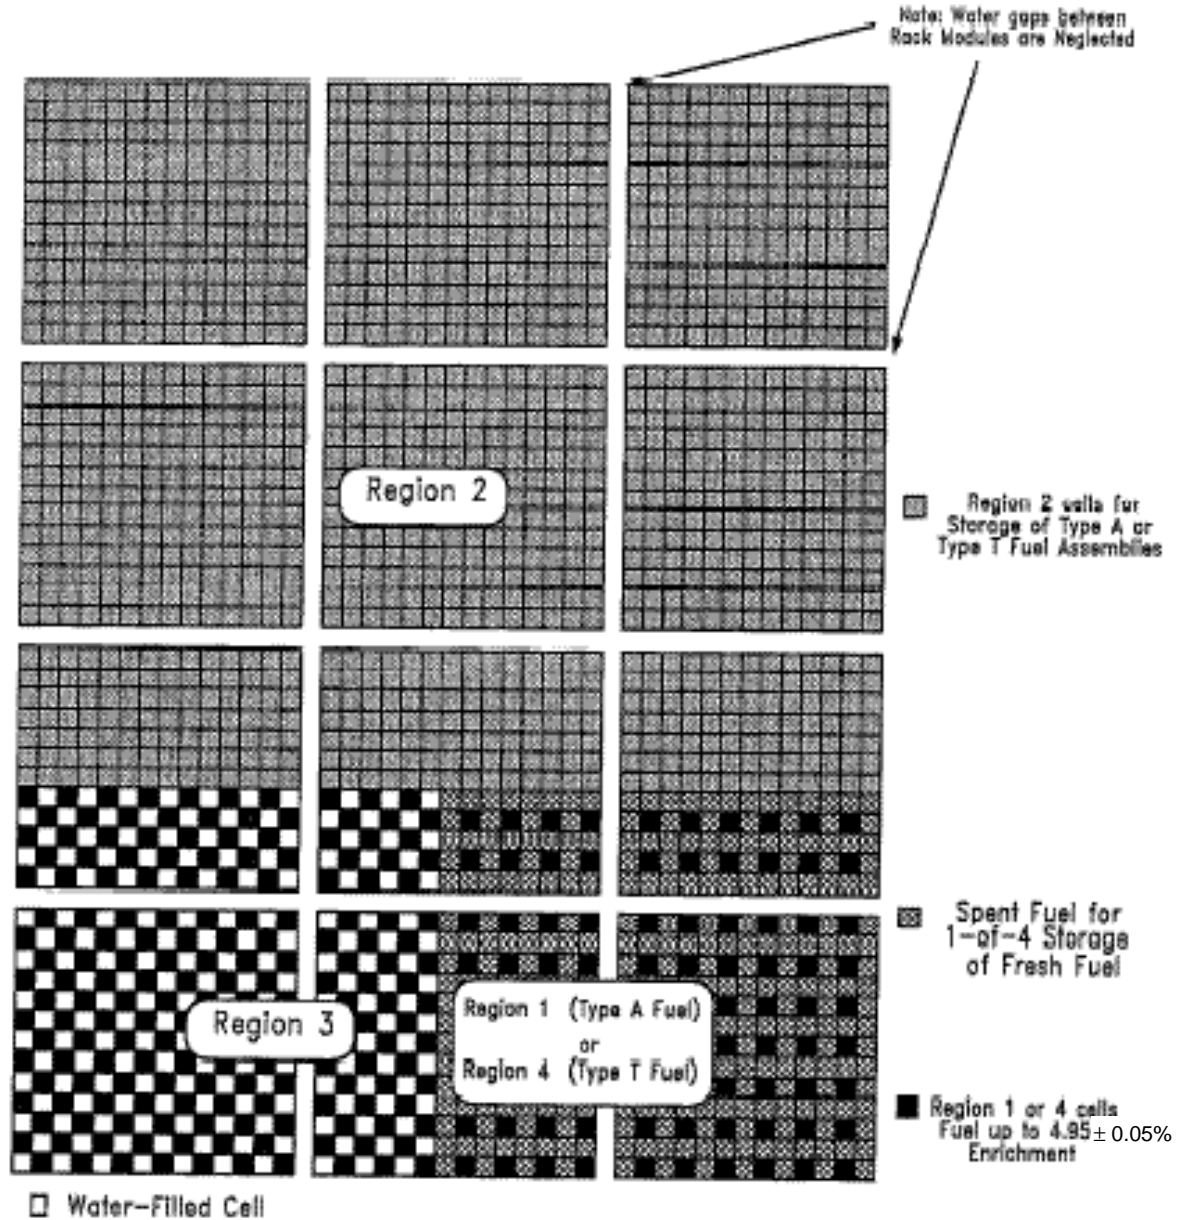 Note: Water gaps between
Rack Modules are Neglected
Region 2
Region 2 cells for
Storage of Type A or
Type T Fuel Assemblies
Spent Fuel for
1-of-4 Storage
of Fresh Fuel
Region 3
Region 1 (Type A Fuel)
or
Region 4 (Type T Fuel)
Region 1 or 4 cells
Fuel up to 4.95 ± 0.05%
Enrichment
Water-Filled Cell